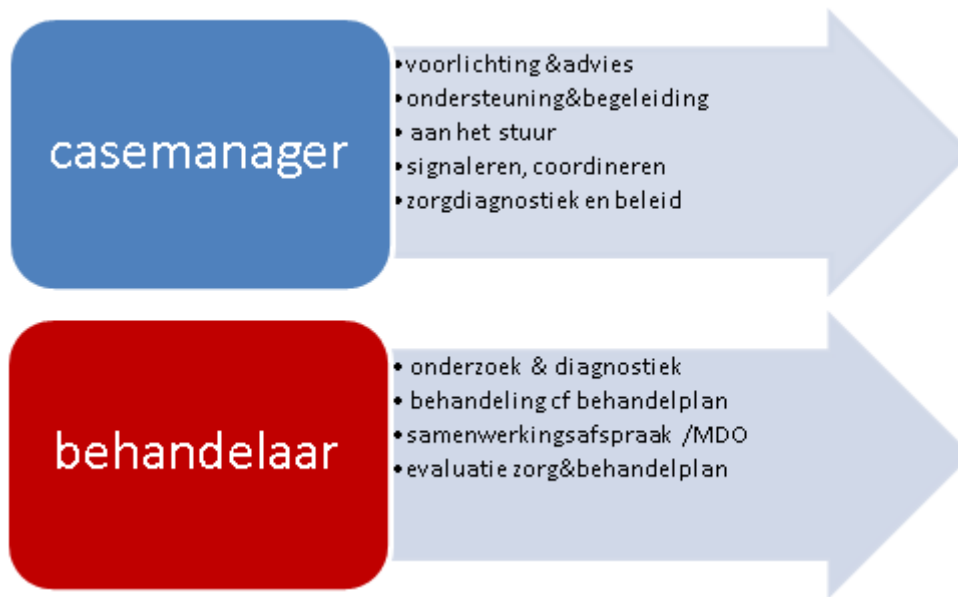 casemanager
•voorlichting &advies
•ondersteuning&begeleiding
• aan het stuur
•signaleren, coordineren
•zorgdiagnostiek en beleid
behandelaar
• onderzoek & diagnostiek
• behandeling cf behandelplan
•samenwerkingsafspraak /MDO
•evaluatie zorg&behandelplan